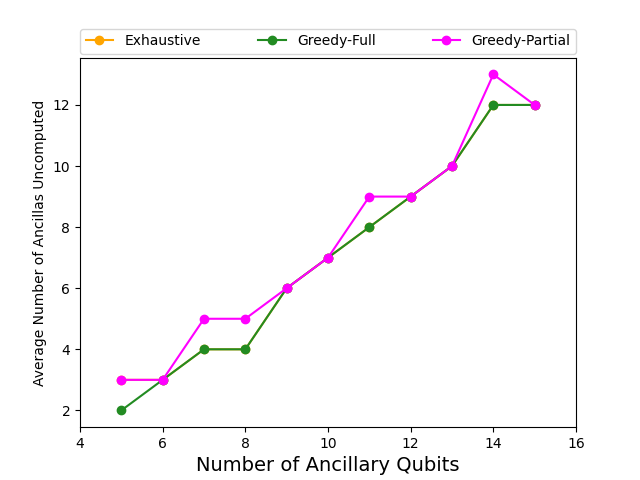 Exhaustive Greedy-Full Greedy-Partial
Average Number of Ancillas Uncomputed
12
10
8
6
4
2
4 6 8 10 12 14 16
Number of Ancillary Qubits